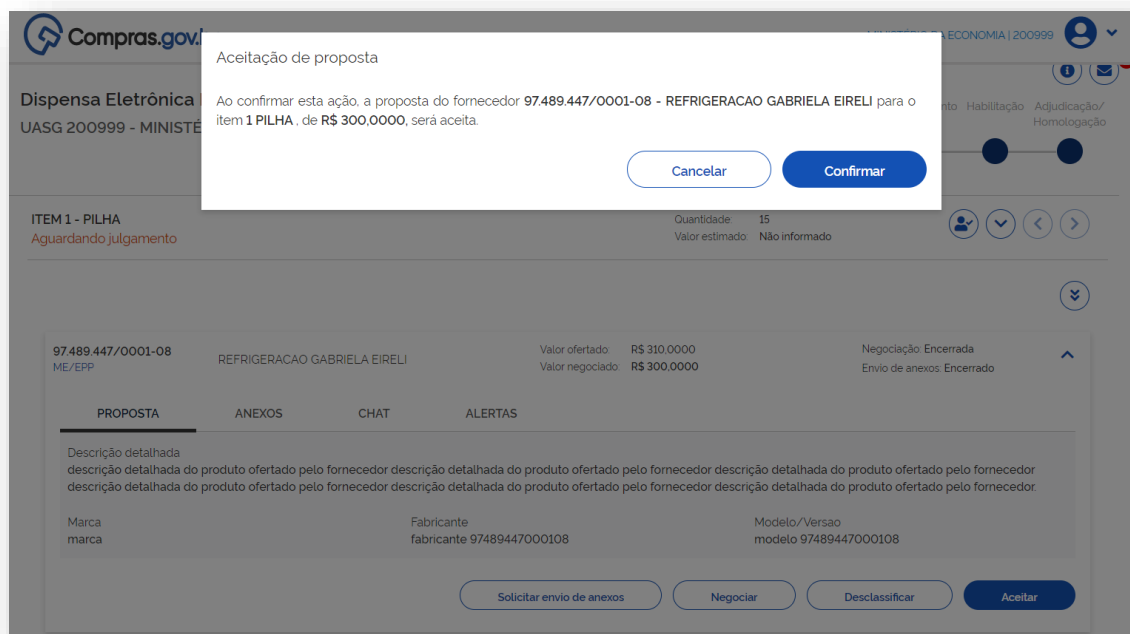 Compras.gov.
A ECONOMIA | 200999
Aceitação de proposta
Ao confirmar esta ação, a proposta do fornecedor 97.489.447/0001-08 - REFRIGERACAO GABRIELA EIRELI para o
item 1 PILHA , de R$ 300,0000, será aceita.
Cancelar Confirmar
Dispensa Eletrônica
UASG 200999 - MINISTÉ
nto Habilitação Adjudicação/
Homologação
ITEM 1 - PILHA
Aguardando julgamento
Quantidade: 15
Valor estimado: Não informado
97.489.447/0001-08
ME/EPP
REFRIGERACAO GABRIELA EIRELI
Valor ofertado: R$ 310,0000
Valor negociado: R$ 300,0000
Negociação: Encerrada
Envio de anexos: Encerrado
PROPOSTA ANEXOS CHAT ALERTAS
Descrição detalhada
descrição detalhada do produto ofertado pelo fornecedor descrição detalhada do produto ofertado pelo fornecedor descrição detalhada do produto ofertado pelo fornecedor
descrição detalhada do produto ofertado pelo fornecedor descrição detalhada do produto ofertado pelo fornecedor descrição detalhada do produto ofertado pelo fornecedor.
Marca Fabricante Modelo/Versao
marca fabricante 97489447000108 modelo 97489447000108
Solicitar envio de anexos Negociar Desclassificar Aceitar